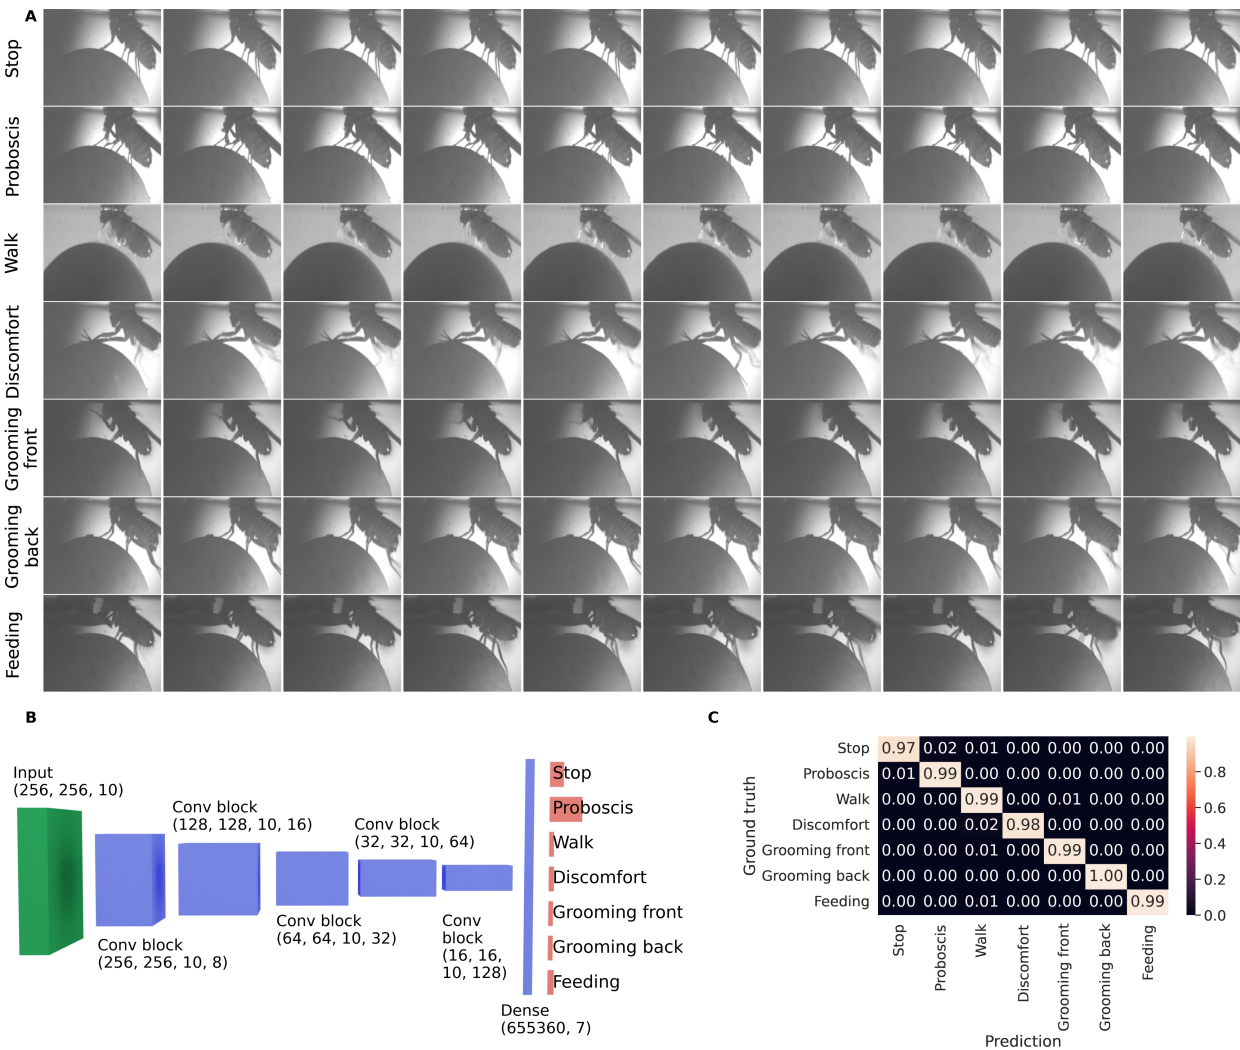 A
Stop
Proboscis
Walk
Discomfort
Grooming
front
Grooming
back
Feeding
B
Input
(256, 256, 10)
Conv block
(256, 256, 10, 8)
Conv block
(128, 128, 10, 16)
Conv block
(64, 64, 10, 32)
Conv block
(32, 32, 10, 64)
Conv
block
(16, 16,
10, 128)
Dense
(655360, 7)
Stop
Proboscis
Walk
Discomfort
Grooming front
Grooming back
Feeding
C
Ground truth
Stop 0.97 0.02 0.01 0.00 0.00 0.00 0.00
Proboscis 0.01 0.99 0.00 0.00 0.00 0.00 0.00
Walk 0.00 0.00 0.99 0.00 0.01 0.00 0.00
Discomfort 0.00 0.00 0.02 0.98 0.00 0.00 0.00
Grooming front 0.00 0.00 0.01 0.00 0.99 0.00 0.00
Grooming back 0.00 0.00 0.00 0.00 0.00 1.00 0.00
Feeding 0.00 0.00 0.01 0.00 0.00 0.00 0.99
Stop
Proboscis
Walk
Discomfort
Grooming front
Grooming back
Feeding
Prediction
0.8
0.6
0.4
0.2
0.0